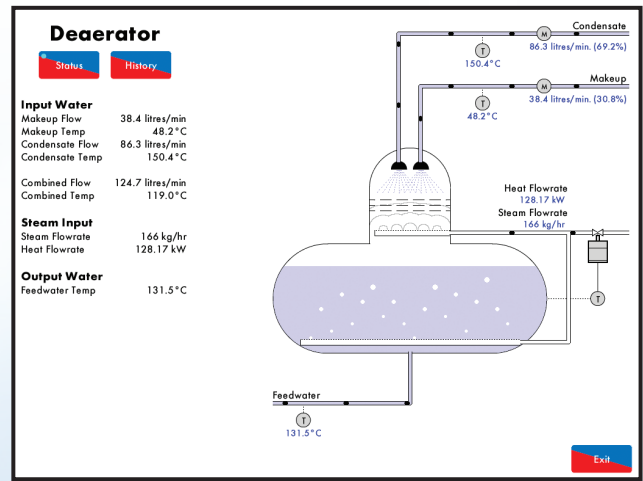 Deaerator
Status
History
Input Water
Makeup Flow 38.4 litres/min
Makeup Temp 48.2°C
Condensate Flow 86.3 litres/min
Condensate Temp 150.4°C
Combined Flow 124.7 litres/min
Combined Temp 119.0°C
Steam Input
Steam Flowrate 166 kg/hr
Heat Flowrate 128.17 kW
Output Water
Feedwater Temp 131.5°C
Condensate
M
86.3 litres/min. (69.2%)
T
150.4°C
Makeup
M
38.4 litres/min. (30.8%)
T
48.2°C
Heat Flowrate
128.17 kW
Steam Flowrate
166 kg/hr
T
Feedwater
T
131.5°C
Exit